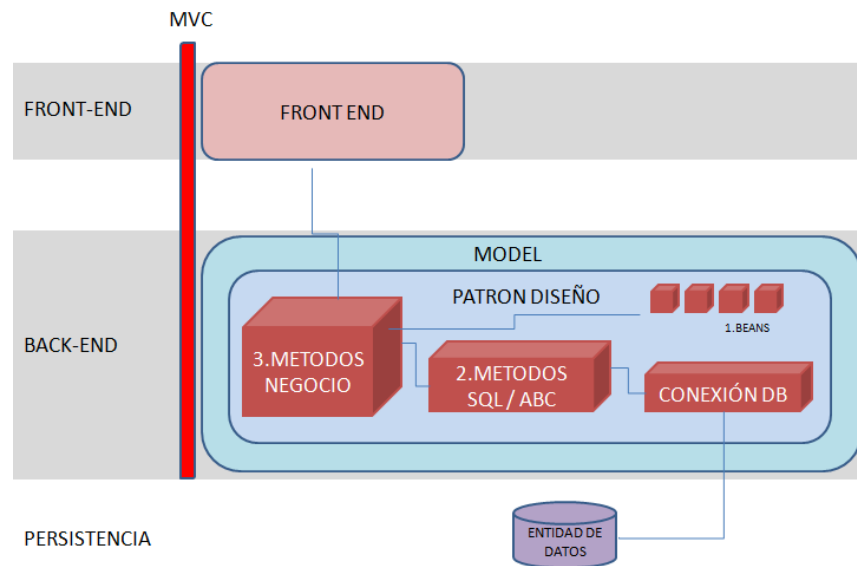 MVC
FRONT-END
FRONT END
MODEL
PATRON DISEÑO
1.BEANS
BACK-END
3.METODOS
NEGOCIO
2.METODOS
SQL / ABC
CONEXIÓN DB
PERSISTENCIA
ENTIDAD DE
DATOS